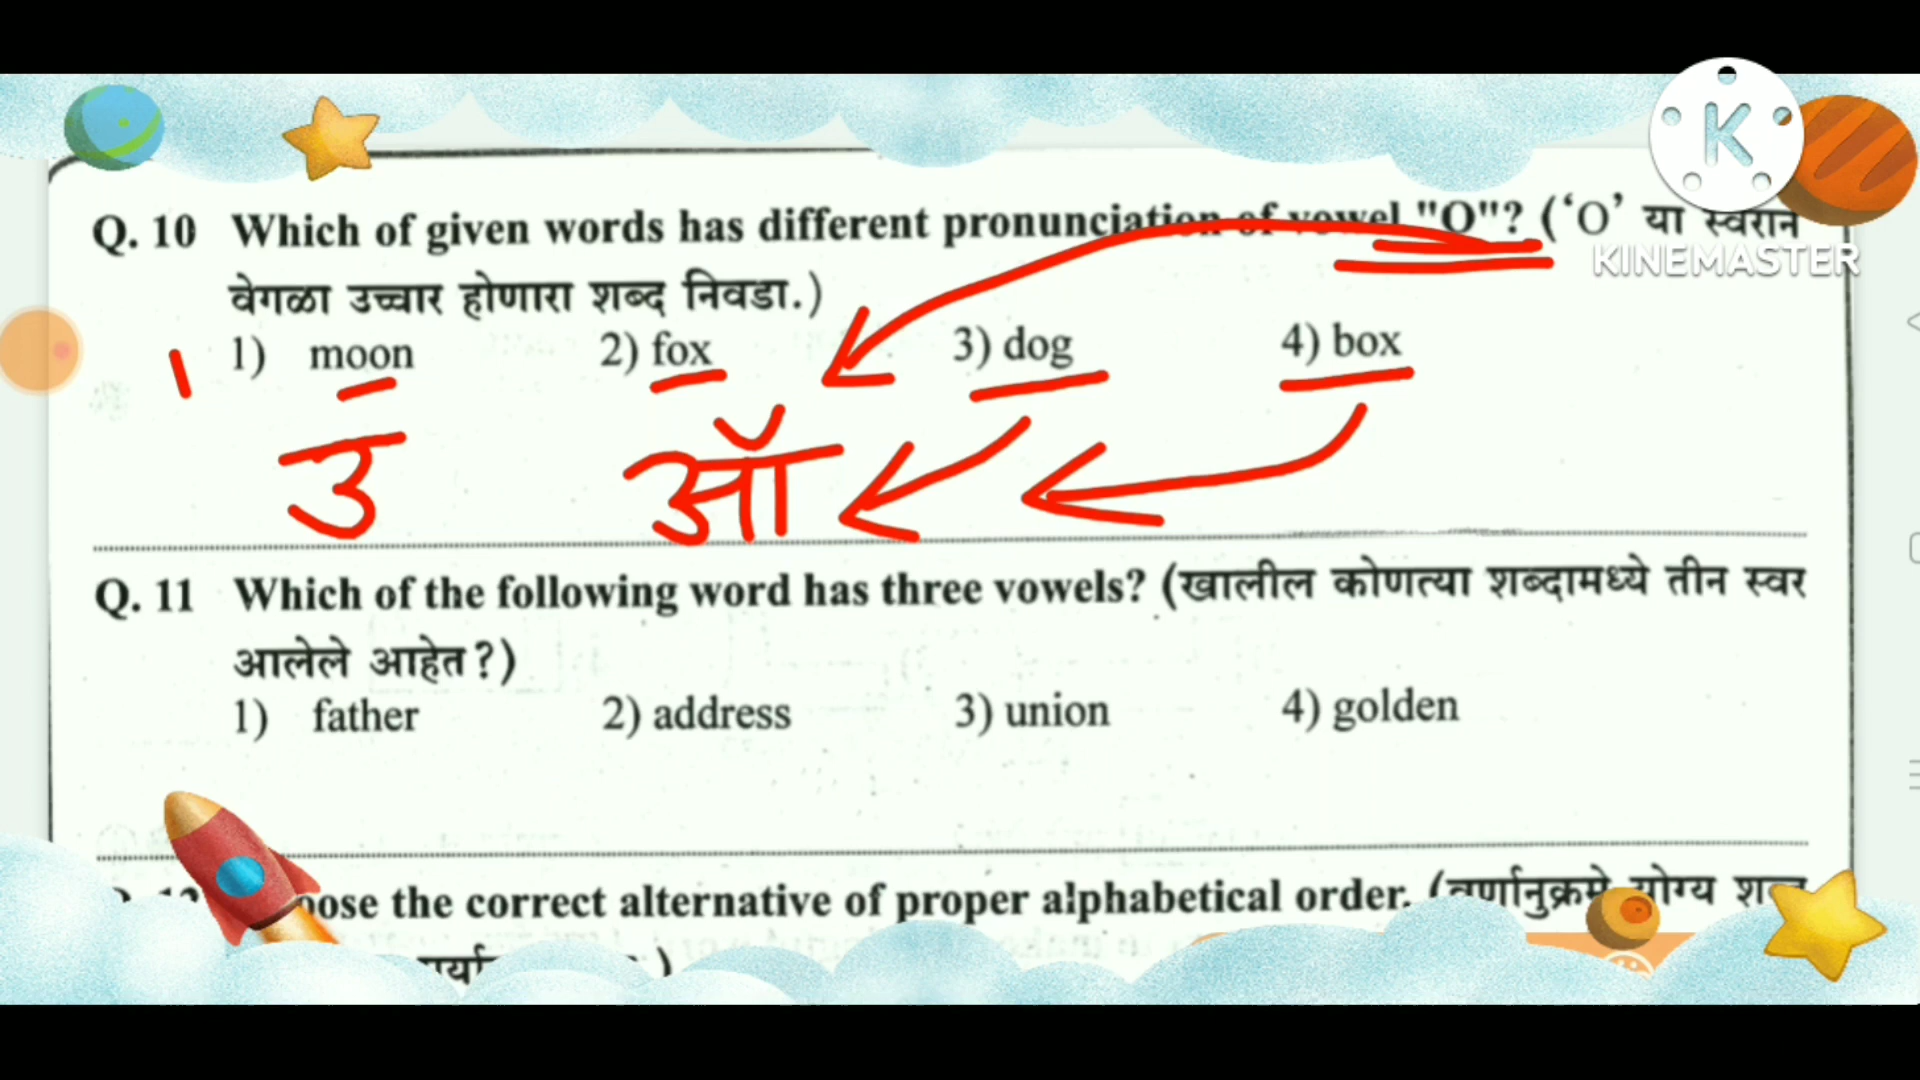 Q. 10 Which of given words has different pronunciation of vowel "O"? ('O' या स्वराने
KINEMASTER
वेगळा उच्चार होणारा शब्द निवडा.)
1) moon 2) fox 3) dog 4) box
उ ऑ
Q. 11 Which of the following word has three vowels? (खालील कोणत्या शब्दामध्ये तीन स्वर
आलेले आहेत?)
1) father 2) address 3) union 4) golden
the correct alternative of proper alphabetical order. (वर्णानुक्रमे योग्य